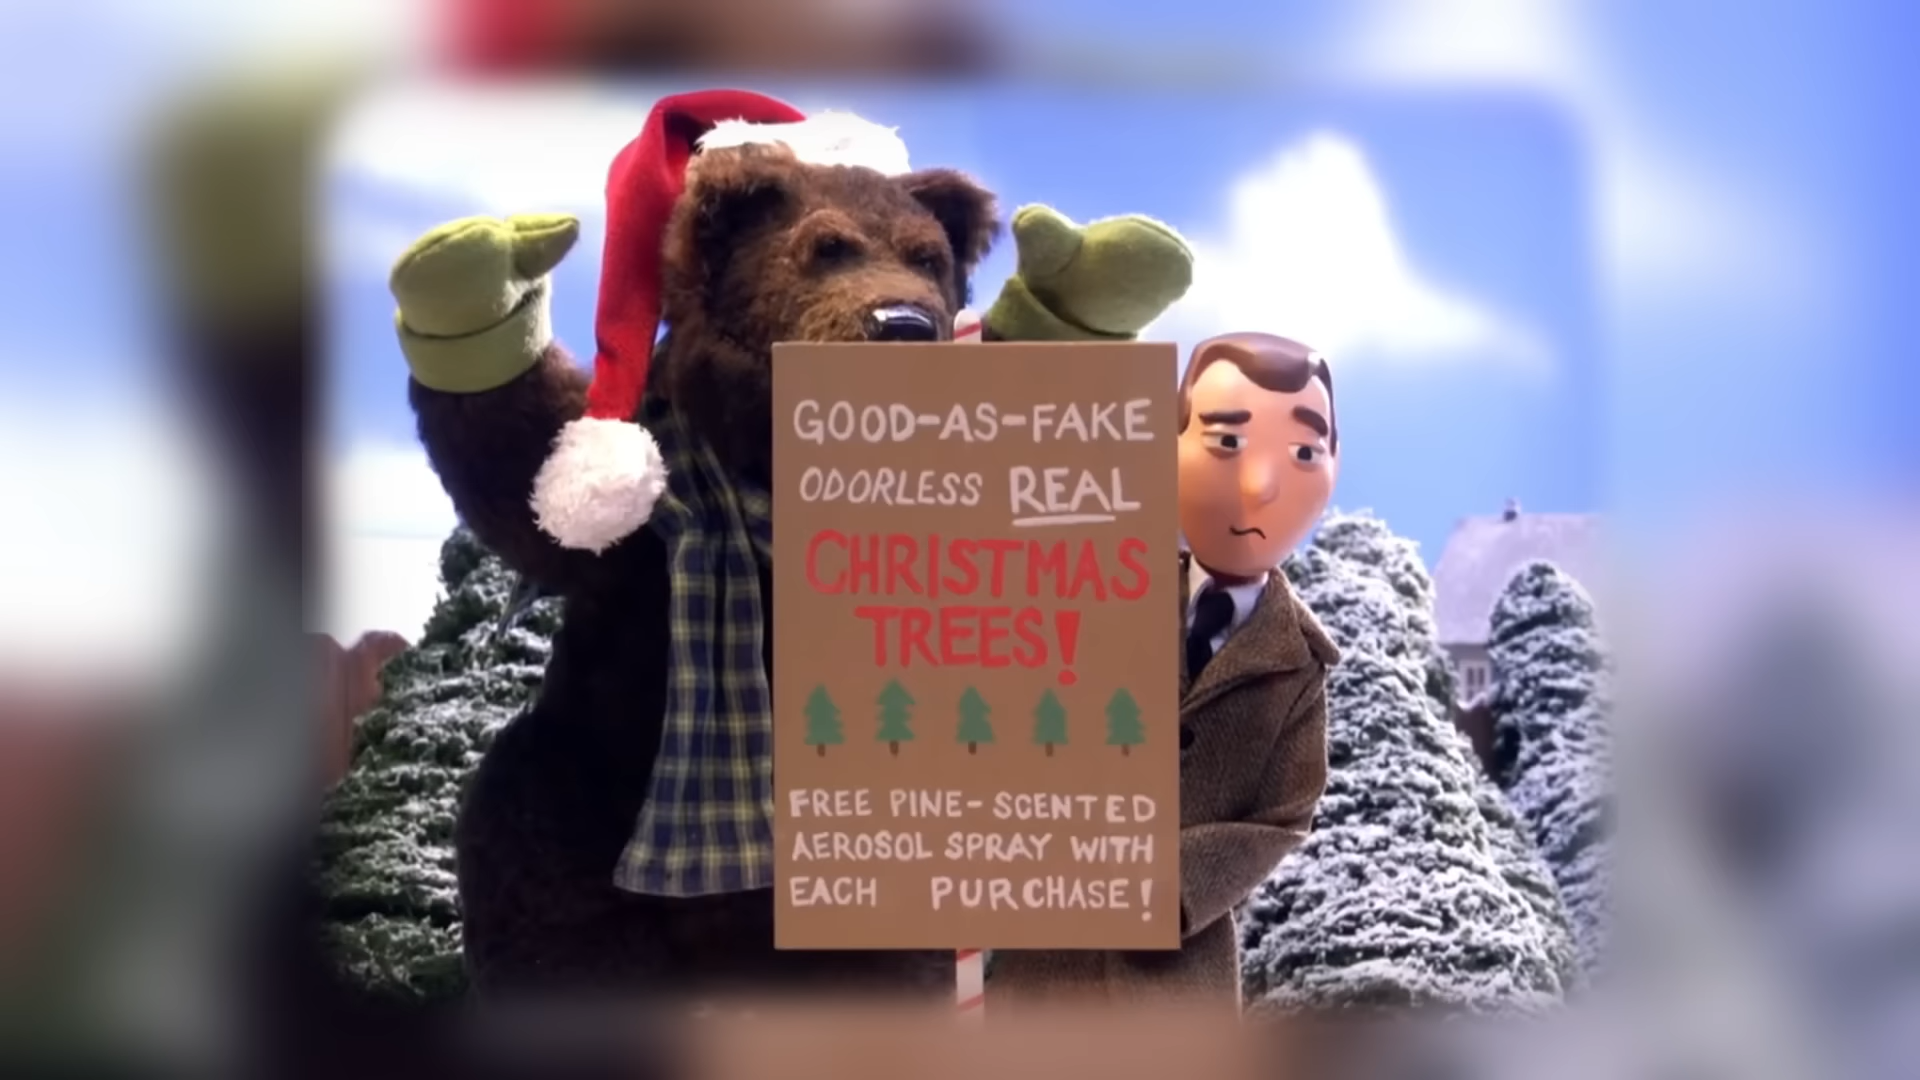 GOOD-AS-FAKE
ODORLESS REAL
CHRISTMAS
TREES!
FREE PINE-SCENTED
AEROSOL SPRAY WITH
EACH PURCHASE!